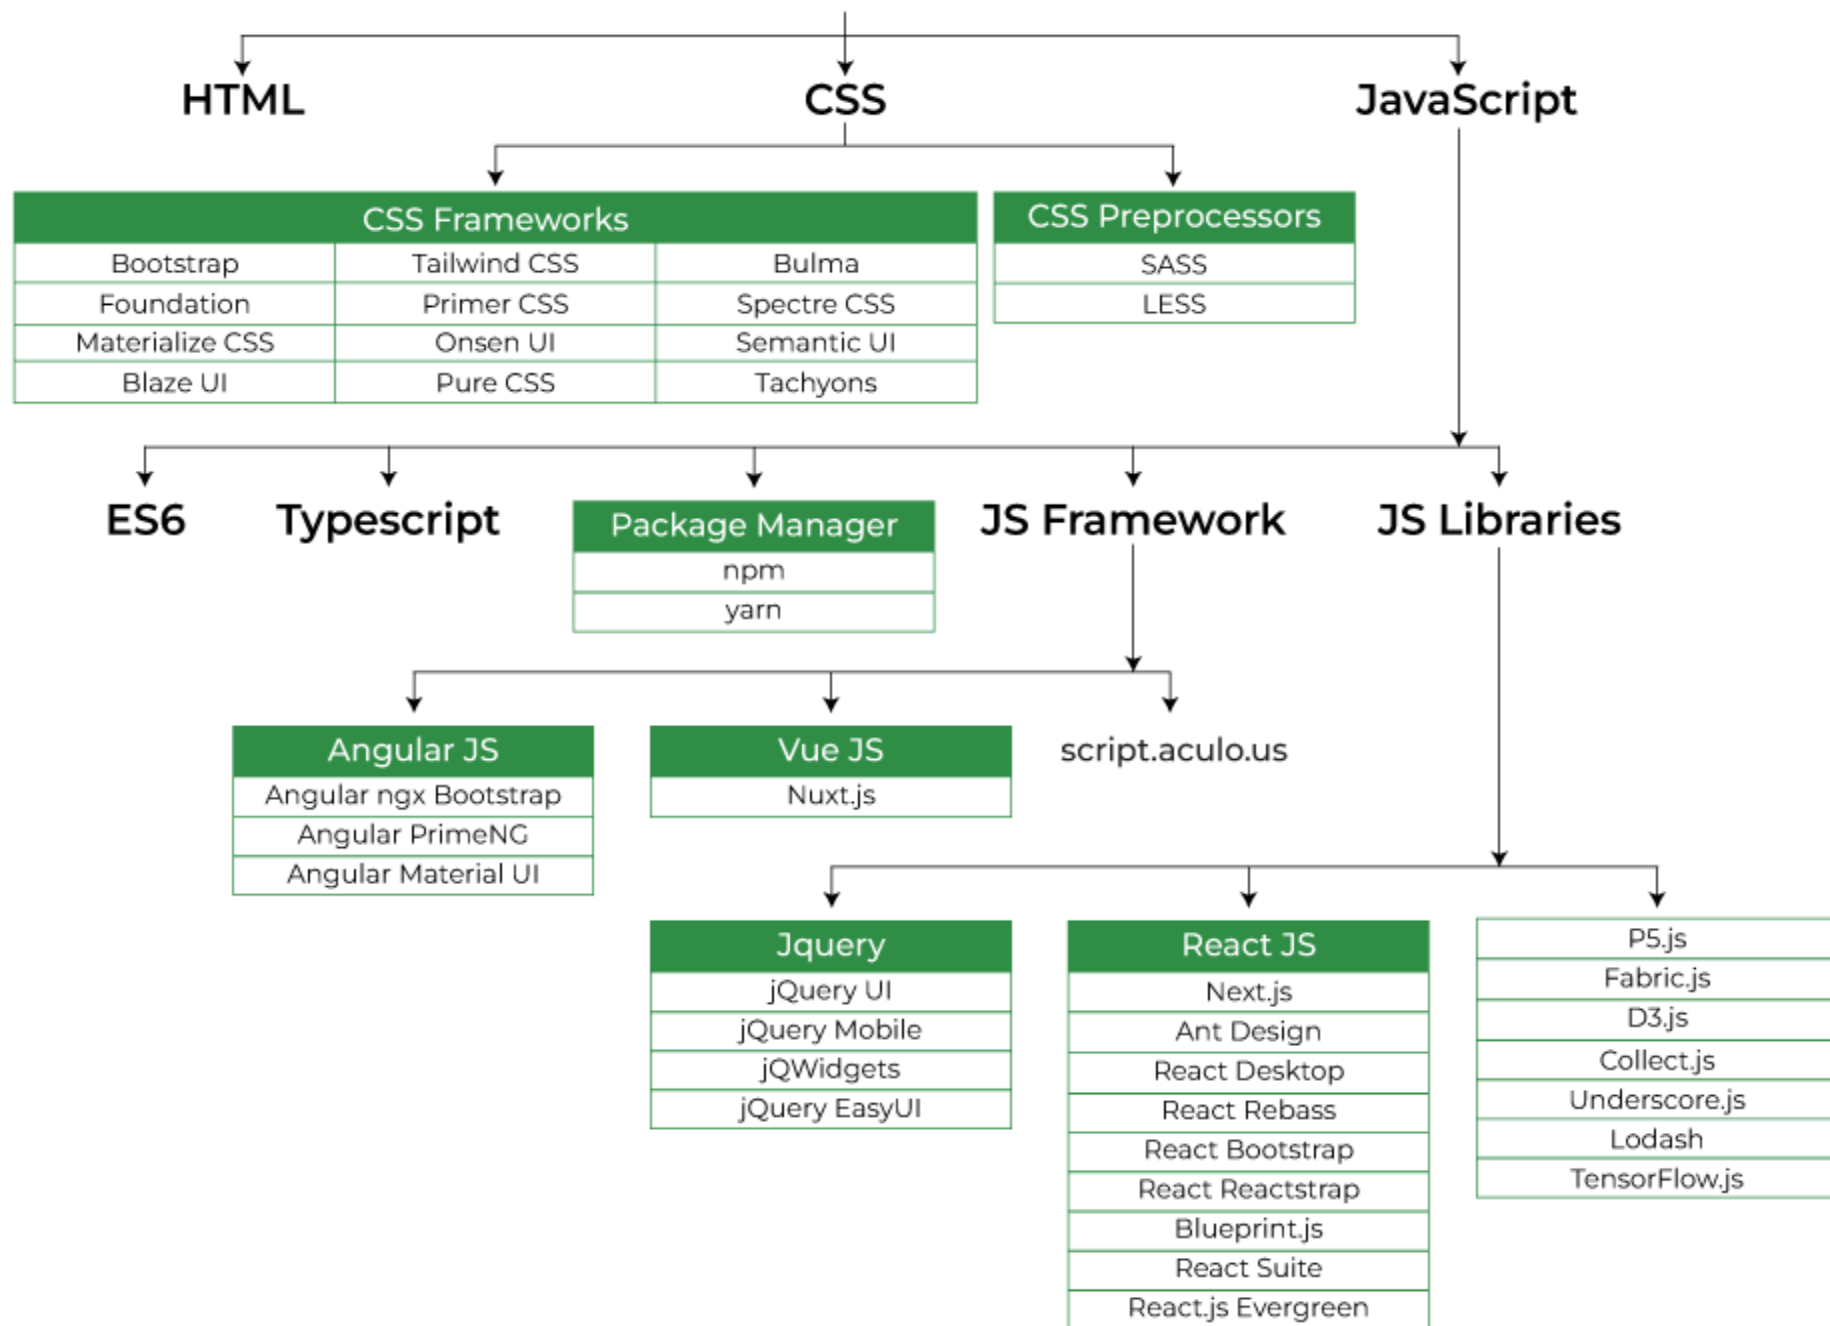 HTML
CSS
JavaScript
CSS Frameworks
Bootstrap Tailwind CSS Bulma
Foundation Primer CSS Spectre CSS
Materialize CSS Onsen UI Semantic UI
Blaze UI Pure CSS Tachyons
CSS Preprocessors
SASS
LESS
ES6
Typescript
Package Manager
npm
yarn
JS Framework
JS Libraries
Angular JS
Angular ngx Bootstrap
Angular PrimeNG
Angular Material UI
Vue JS
Nuxt.js
script.aculo.us
Jquery
jQuery UI
jQuery Mobile
jQWidgets
jQuery EasyUI
React JS
Next.js
Ant Design
React Desktop
React Rebass
React Bootstrap
React Reactstrap
Blueprint.js
React Suite
React.js Evergreen
P5.js
Fabric.js
D3.js
Collect.js
Underscore.js
Lodash
TensorFlow.js